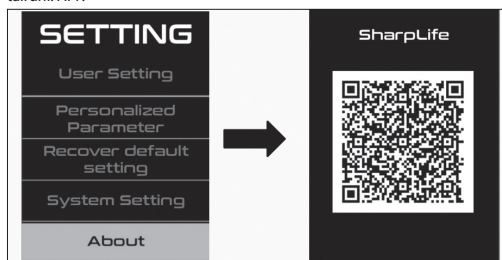 SETTING
User Setting
Personalized
Parameter
Recover default
setting
System Setting
About
SharpLife